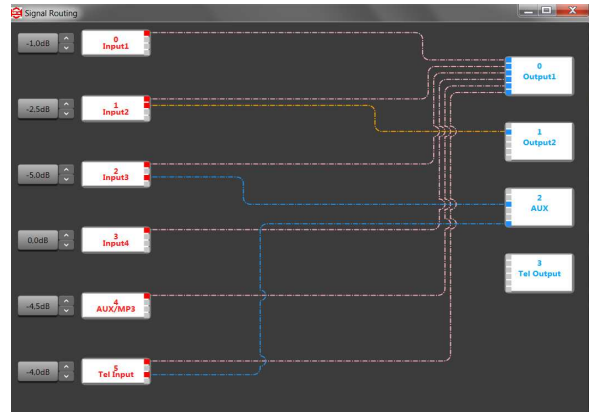 Signal Routing
-1.0dB
0
Input1
0
Output1
-2.5dB
1
Input2
1
Output2
-5.0dB
2
Input3
2
AUX
0.0dB
3
Input4
3
Tel Output
-4.5dB
4
AUX/MP3
-4.0dB
5
Tel Input